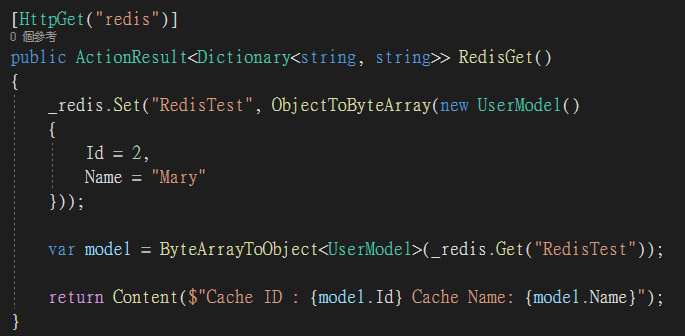 [HttpGet("redis")]
0 個參考
public ActionResult<Dictionary<string, string>> RedisGet()
{
    _redis.Set("RedisTest", ObjectToByteArray(new UserModel()
    {
        Id = 2,
        Name = "Mary"
    }));

    var model = ByteArrayToObject<UserModel>(_redis.Get("RedisTest"));

    return Content($"Cache ID : {model.Id} Cache Name: {model.Name}");
}